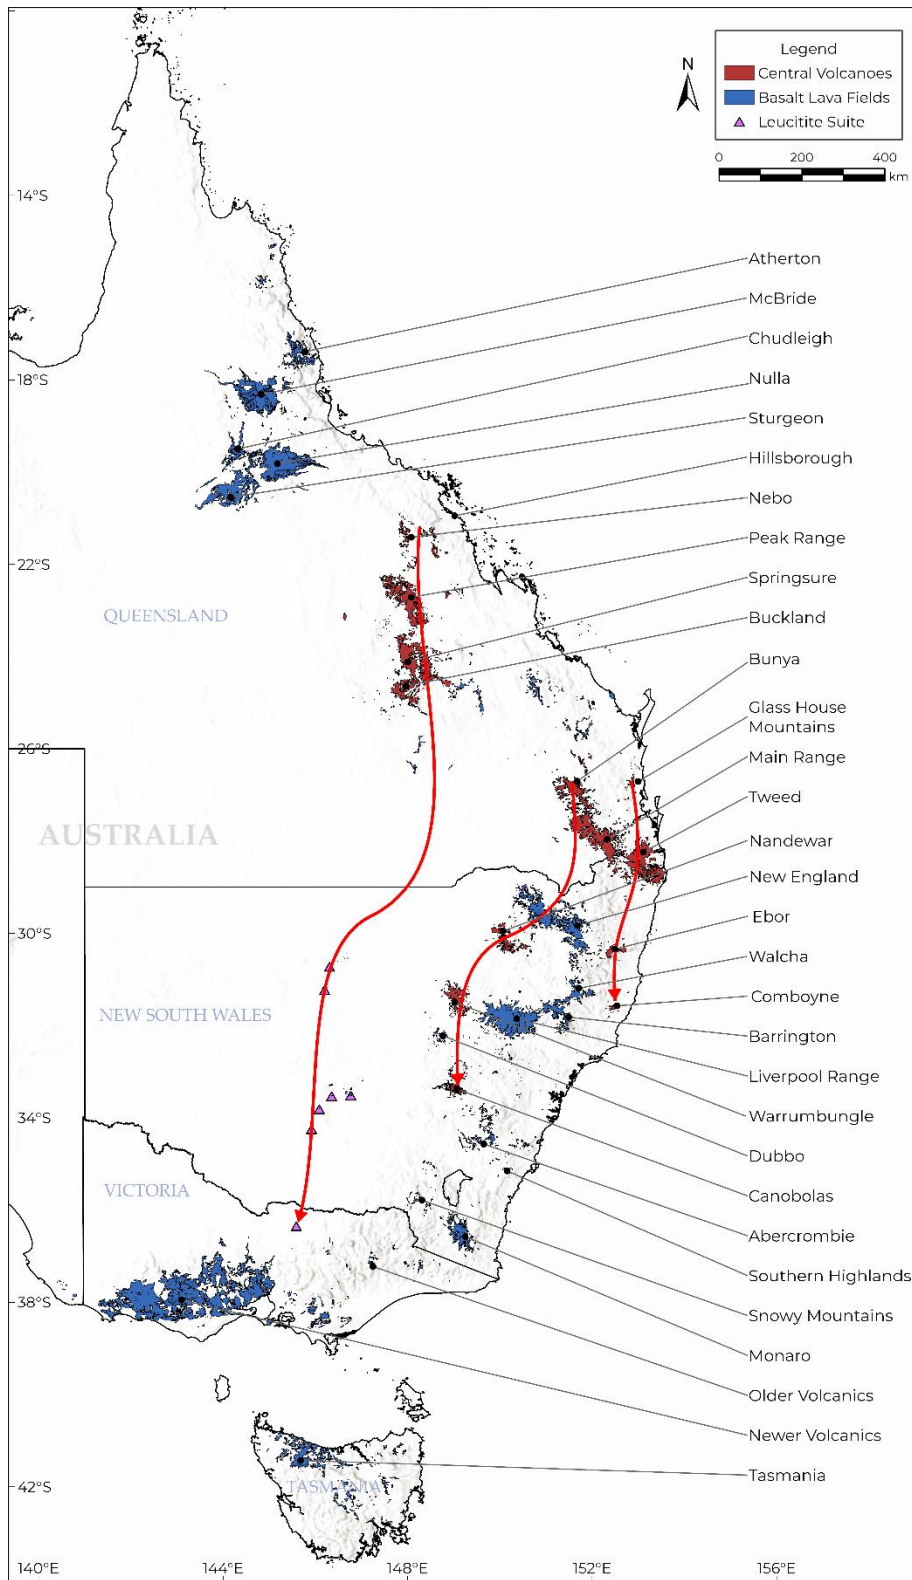 Legend
Central Volcanoes
Basalt Lava Fields
Leucitite Suite
N
0 200 400
km
14°S
18°S
22°S
26°S
30°S
34°S
38°S
42°S
Atherton
McBride
Chudleigh
Nulla
Sturgeon
Hillsborough
Nebo
Peak Range
Springsure
Buckland
Bunya
Glass House
Mountains
Main Range
Tweed
Nandewar
New England
Ebor
Walcha
Comboyne
Barrington
Liverpool Range
Warrumbungle
Dubbo
Canobolas
Abercrombie
Southern Highlands
Snowy Mountains
Monaro
Older Volcanics
Newer Volcanics
Tasmania
QUEENSLAND
AUSTRALIA
NEW SOUTH WALES
VICTORIA
TASMANIA
140°E 144°E 148°E 152°E 156°E